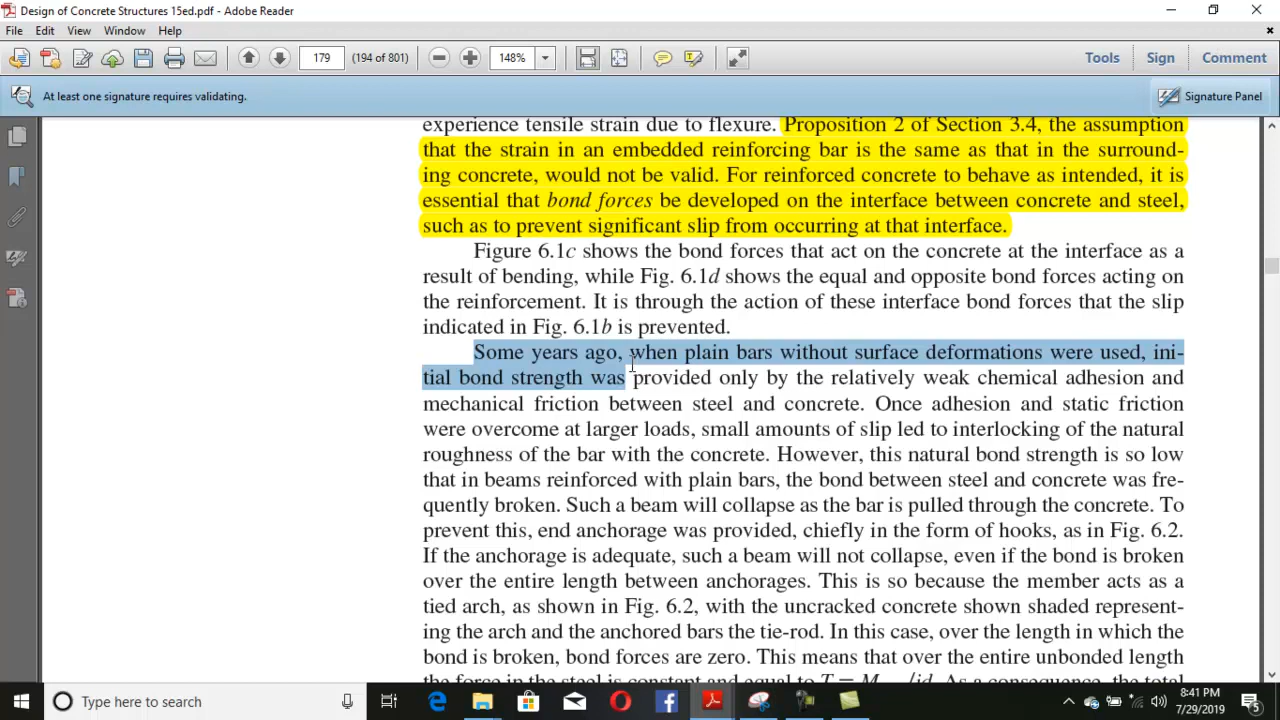 Design of Concrete Structures 15ed.pdf - Adobe Reader
File Edit View Window Help
179 (194 of 801) 148% Tools Sign Comment
At least one signature requires validating. Signature Panel
experience tensile strain due to flexure. Proposition 2 of Section 3.4, the assumption
that the strain in an embedded reinforcing bar is the same as that in the surround-
ing concrete, would not be valid. For reinforced concrete to behave as intended, it is
essential that bond forces be developed on the interface between concrete and steel,
such as to prevent significant slip from occurring at that interface.
Figure 6.1c shows the bond forces that act on the concrete at the interface as a
result of bending, while Fig. 6.1d shows the equal and opposite bond forces acting on
the reinforcement. It is through the action of these interface bond forces that the slip
indicated in Fig. 6.1b is prevented.
Some years ago, when plain bars without surface deformations were used, ini-
tial bond strength was provided only by the relatively weak chemical adhesion and
mechanical friction between steel and concrete. Once adhesion and static friction
were overcome at larger loads, small amounts of slip led to interlocking of the natural
roughness of the bar with the concrete. However, this natural bond strength is so low
that in beams reinforced with plain bars, the bond between steel and concrete was fre-
quently broken. Such a beam will collapse as the bar is pulled through the concrete. To
prevent this, end anchorage was provided, chiefly in the form of hooks, as in Fig. 6.2.
If the anchorage is adequate, such a beam will not collapse, even if the bond is broken
over the entire length between anchorages. This is so because the member acts as a
tied arch, as shown in Fig. 6.2, with the uncracked concrete shown shaded represent-
ing the arch and the anchored bars the tie-rod. In this case, over the length in which the
bond is broken, bond forces are zero. This means that over the entire unbonded length
the force in the steel is constant and equal to T = M /jd. As a consequence, the total
Type here to search
8:41 PM
7/29/2019
5